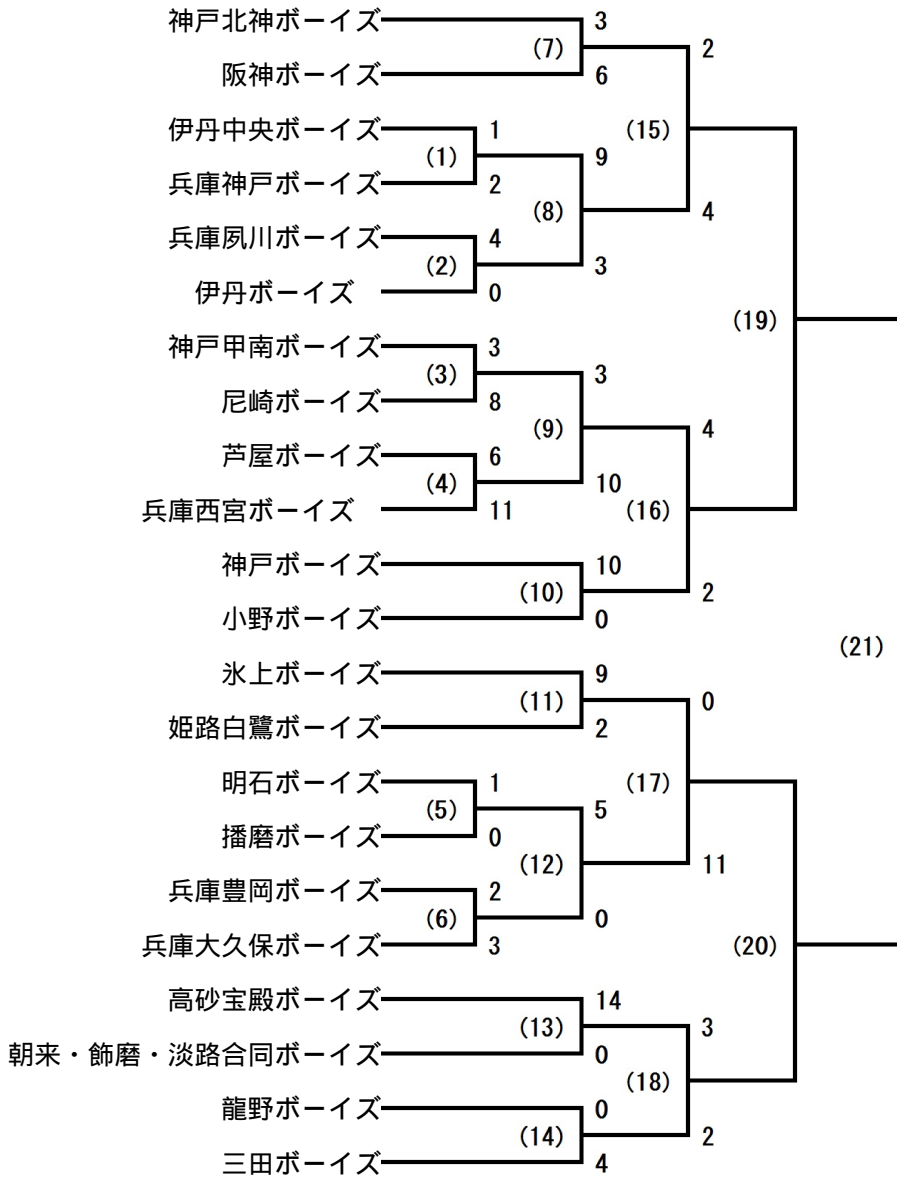 神戸北神ボーイズ 3
(7) 2
阪神ボーイズ 6
伊丹中央ボーイズ 1 (15)
(1) 9
兵庫神戸ボーイズ 2
(8) 4
兵庫夙川ボーイズ 4
(2) 3
伊丹ボーイズ 0
(19)
神戸甲南ボーイズ 3
(3) 3
尼崎ボーイズ 8
(9) 4
芦屋ボーイズ 6
(4) 10
兵庫西宮ボーイズ 11 (16)
神戸ボーイズ 10
(10) 2
小野ボーイズ 0
(21)
氷上ボーイズ 9
(11) 0
姫路白鷺ボーイズ 2
明石ボーイズ 1 (17)
(5) 5
播磨ボーイズ 0
(12) 11
兵庫豊岡ボーイズ 2
(6) 0
兵庫大久保ボーイズ 3 (20)
高砂宝殿ボーイズ 14
(13) 3
朝来・飾磨・淡路合同ボーイズ 0
(18)
龍野ボーイズ 0
(14) 2
三田ボーイズ 4